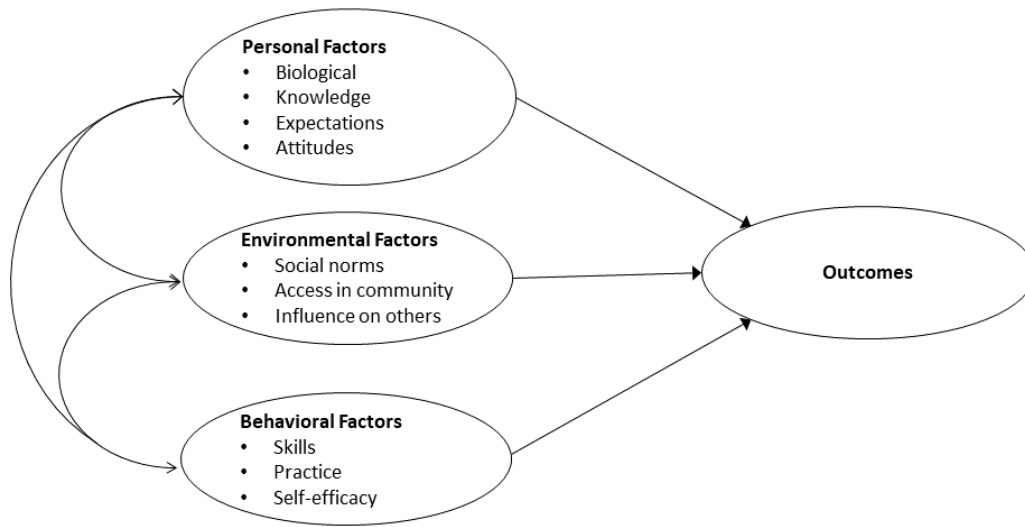 Personal Factors
• Biological
• Knowledge
• Expectations
• Attitudes
Environmental Factors
• Social norms
• Access in community
• Influence on others
Behavioral Factors
• Skills
• Practice
• Self-efficacy
Outcomes